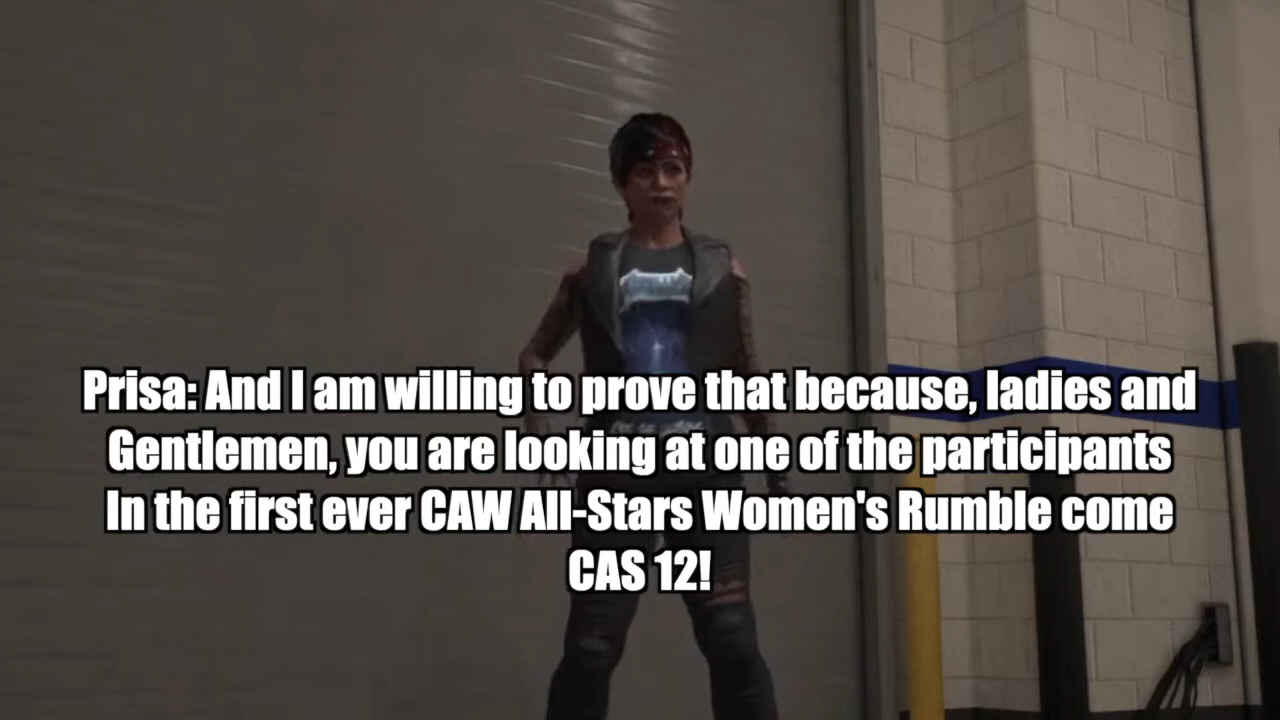 Prisa: And I am willing to prove that because, ladies and
Gentlemen, you are looking at one of the participants
In the first ever CAW All-Stars Women's Rumble come
CAS 12!